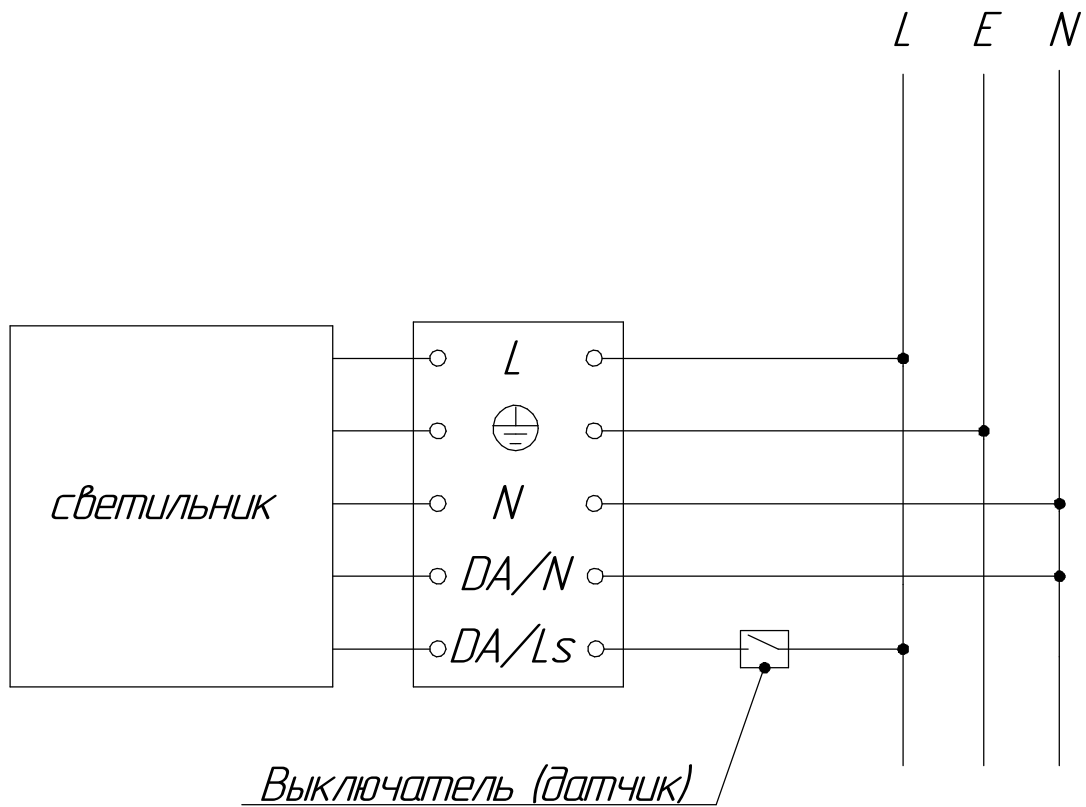 L E N
L
светильник
N
DA/N
DA/Ls
Выключатель (датчик)